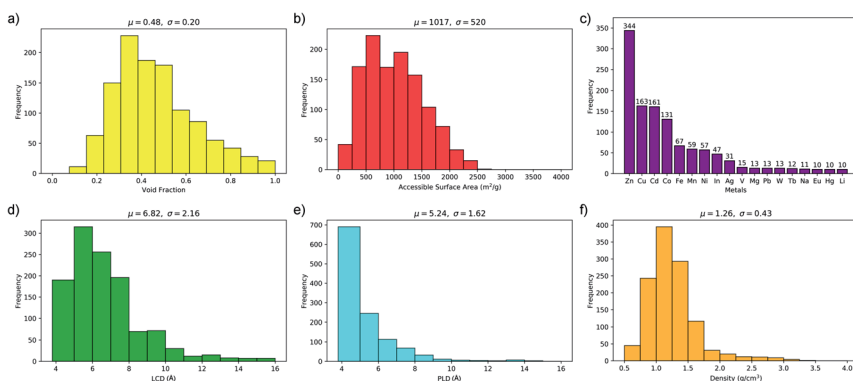 a)
μ = 0.48, σ = 0.20
Frequency
200
150
100
50
0
0.0 0.2 0.4 0.6 0.8 1.0
Void Fraction
b)
μ = 1017, σ = 520
Frequency
200
150
100
50
0
0 500 1000 1500 2000 2500 3000 3500 4000
Accessible Surface Area (m²/g)
c)
Frequency
350
300
250
200
150
100
50
0
344 163 161 131 67 59 57 47 31 15 13 13 13 12 11 10 10 10
Zn Cu Cd Co Fe Mn Ni In Ag V Mg Pb W Tb Na Eu Hg Li
Metals
d)
μ = 6.82, σ = 2.16
Frequency
300
250
200
150
100
50
0
4 6 8 10 12 14 16
LCD (Å)
e)
μ = 5.24, σ = 1.62
Frequency
700
600
500
400
300
200
100
0
4 6 8 10 12 14 16
PLD (Å)
f)
μ = 1.26, σ = 0.43
Frequency
400
350
300
250
200
150
100
50
0
0.5 1.0 1.5 2.0 2.5 3.0 3.5 4.0
Density (g/cm³)